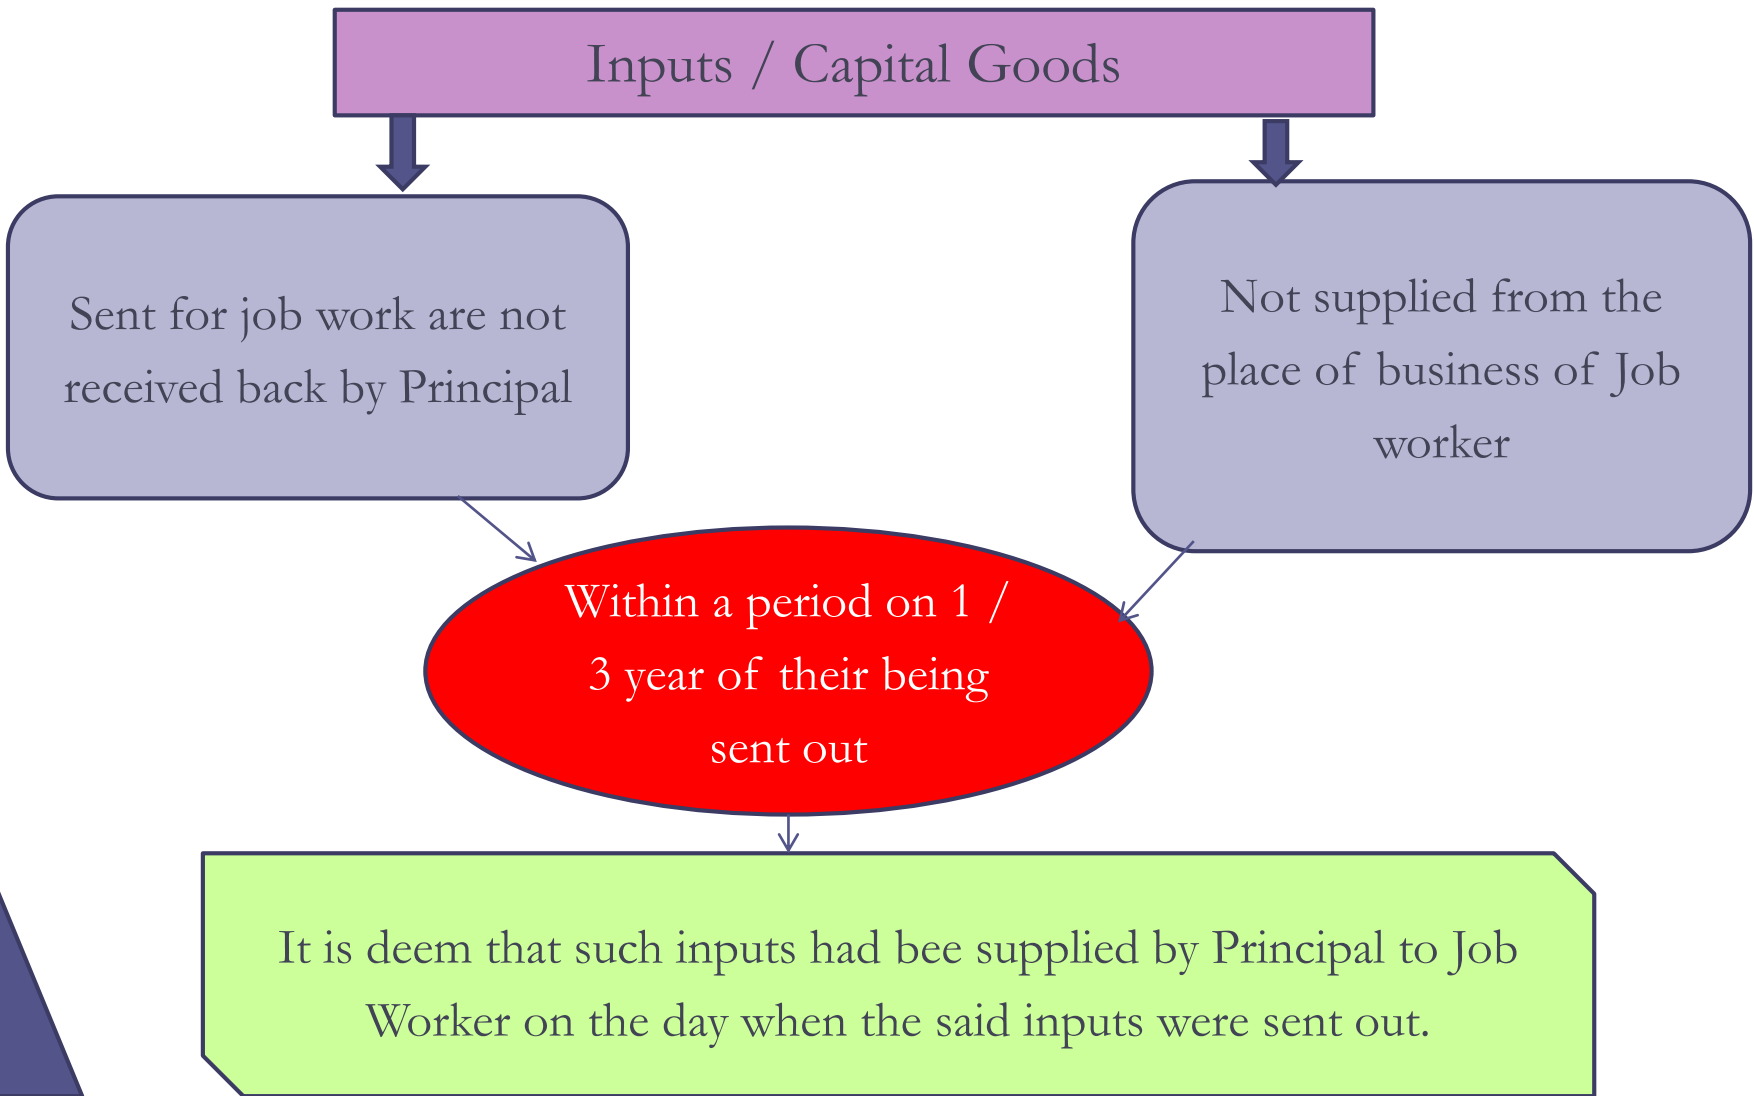 Inputs / Capital Goods
Sent for job work are not
received back by Principal
Not supplied from the
place of business of Job
worker
Within a period on 1 /
3 year of their being
sent out
It is deem that such inputs had bee supplied by Principal to Job
Worker on the day when the said inputs were sent out.